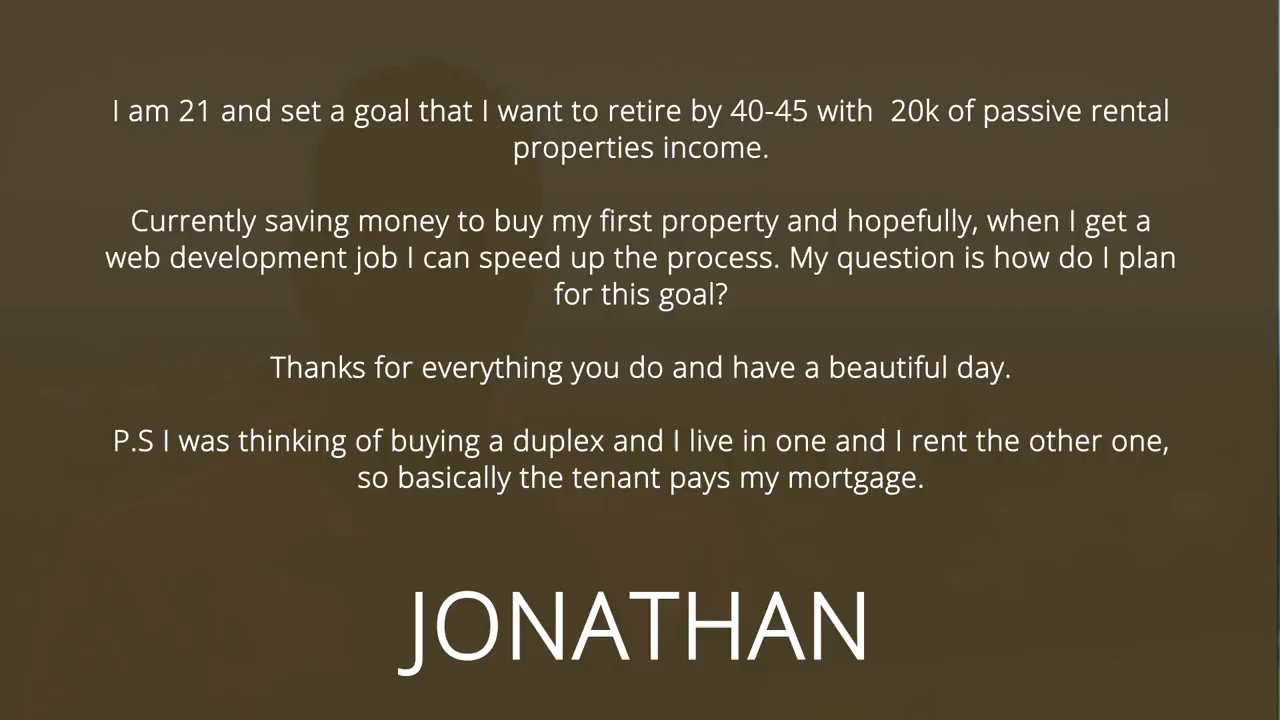 I am 21 and set a goal that I want to retire by 40-45 with  20k of passive rental
properties income.
Currently saving money to buy my first property and hopefully, when I get a
web development job I can speed up the process. My question is how do I plan
for this goal?
Thanks for everything you do and have a beautiful day.
P.S I was thinking of buying a duplex and I live in one and I rent the other one,
so basically the tenant pays my mortgage.
JONATHAN